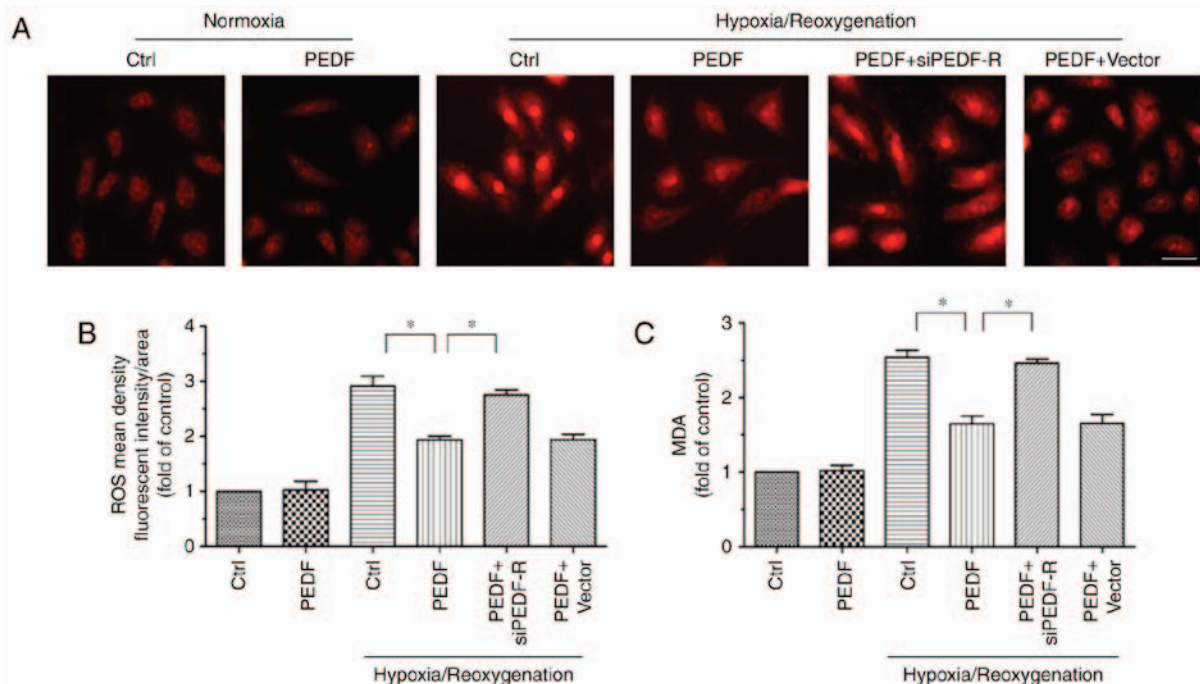 A
Normoxia
Hypoxia/Reoxygenation
Ctrl
PEDF
Ctrl
PEDF
PEDF+siPEDF-R
PEDF+Vector
B
ROS mean density
fluorescent intensity/area
(fold of control)
4
3
2
1
0
*
*
Ctrl
PEDF
Ctrl
PEDF
PEDF+
siPEDF-R
PEDF+
Vector
Hypoxia/Reoxygenation
C
MDA
(fold of control)
3
2
1
0
*
*
Ctrl
PEDF
Ctrl
PEDF
PEDF+
siPEDF-R
PEDF+
Vector
Hypoxia/Reoxygenation